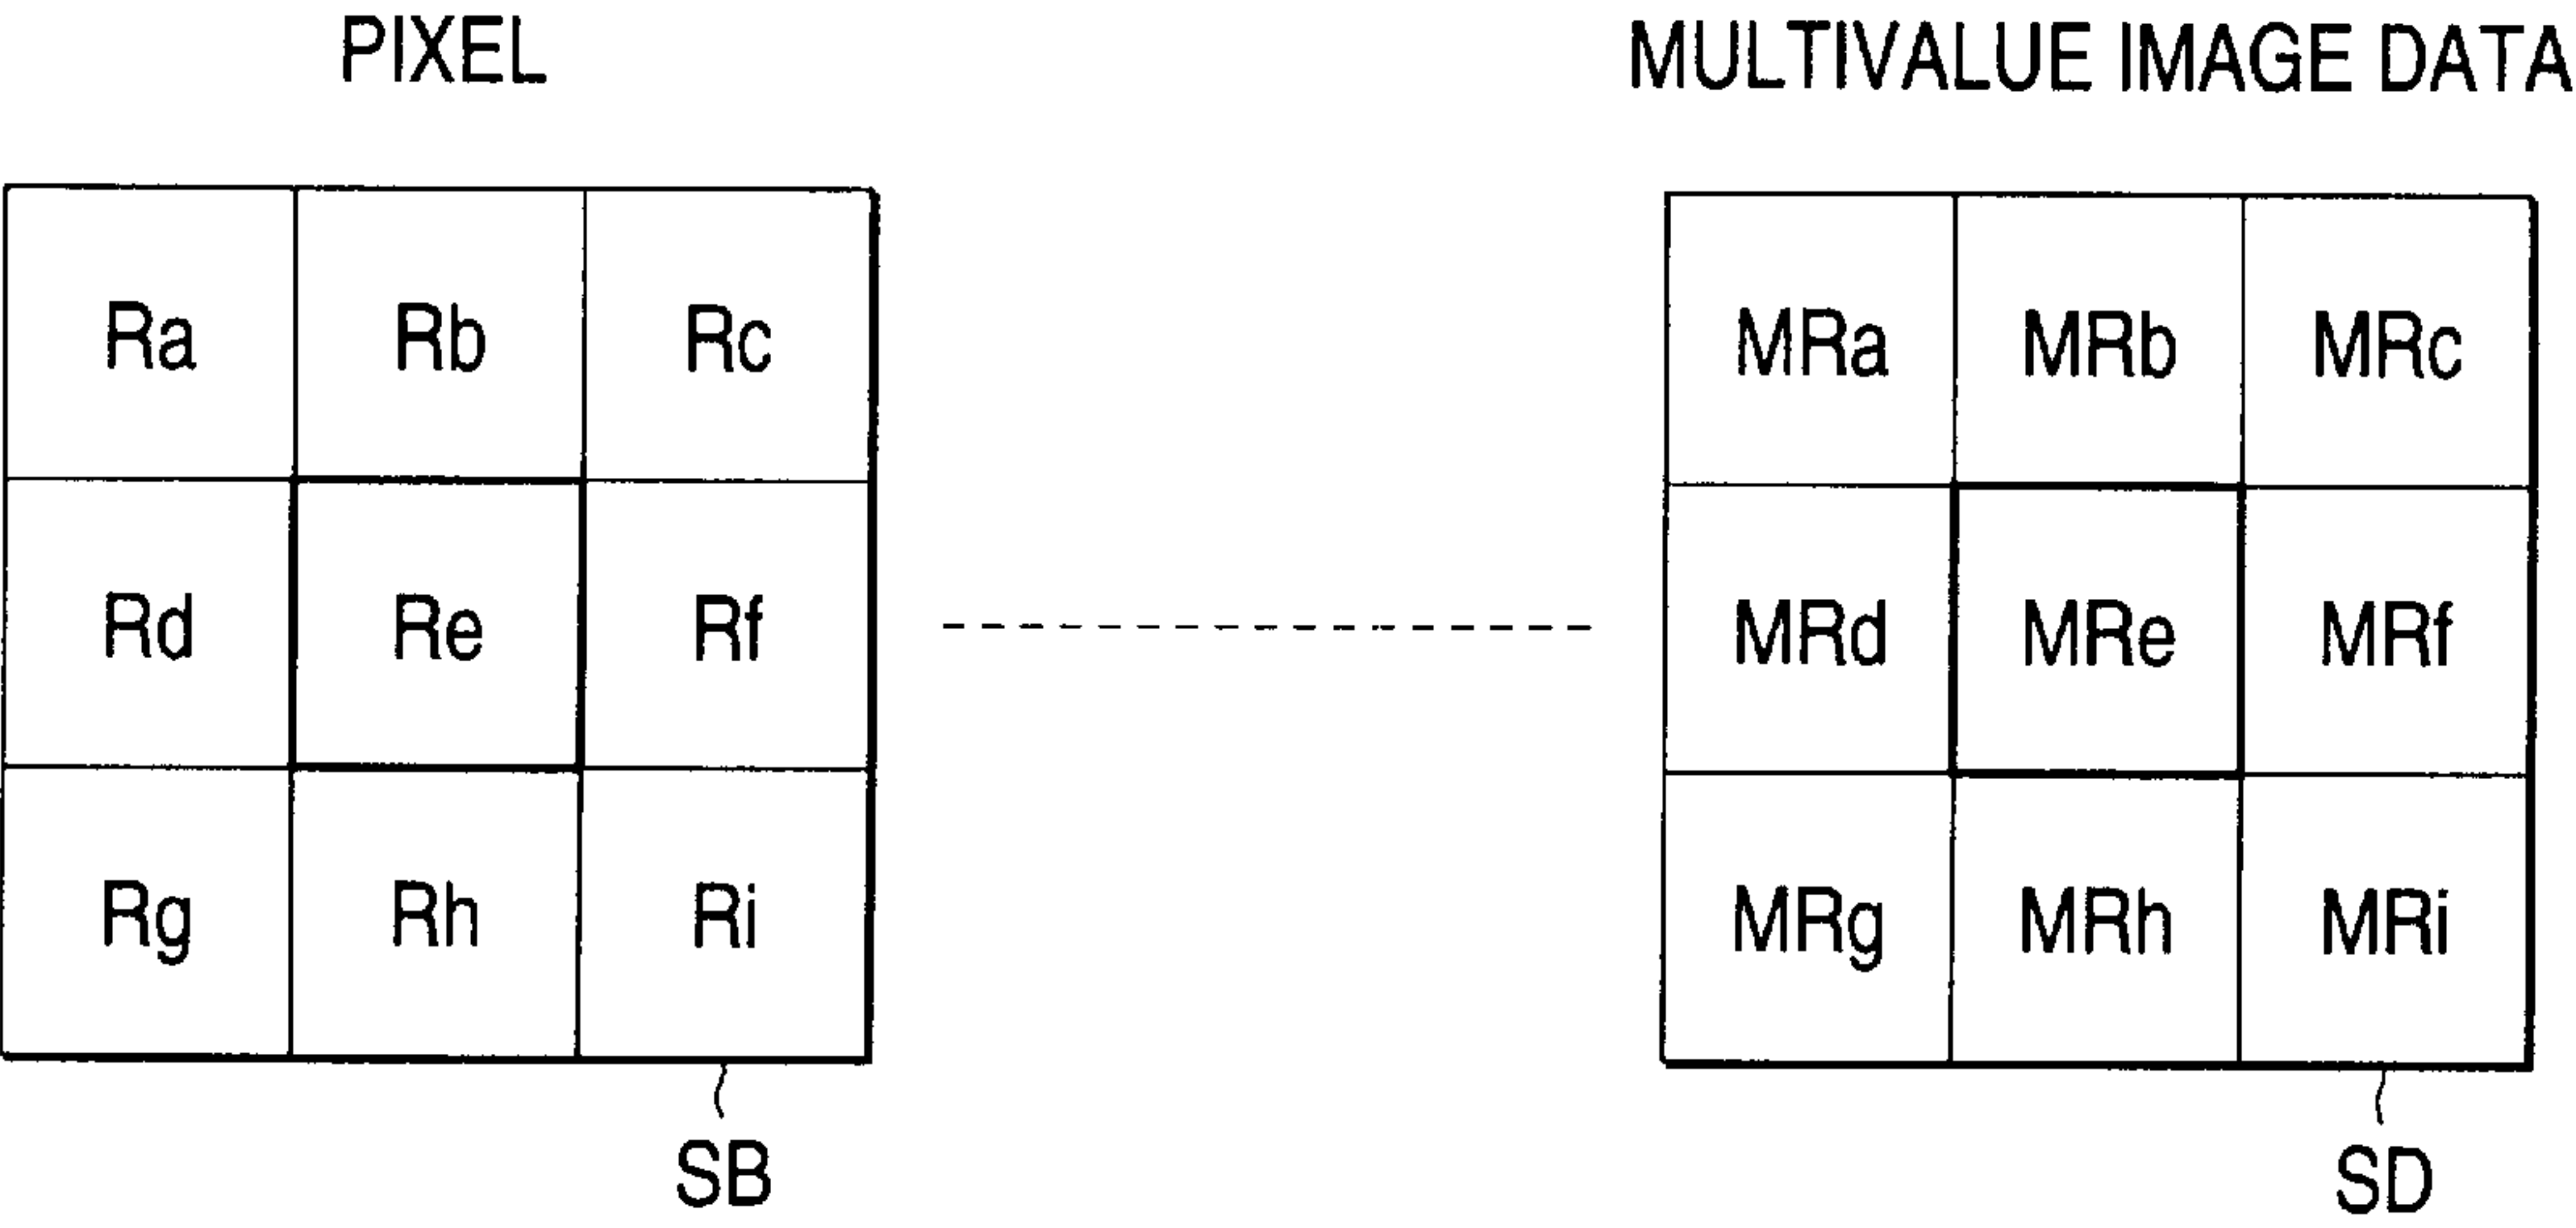 PIXEL
MULTIVALUE IMAGE DATA
Ra Rb Rc
Rd Re Rf
Rg Rh Ri
SB
MRa MRb MRc
MRd MRe MRf
MRg MRh MRi
SD